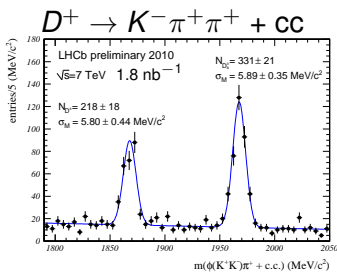 D⁺ → K⁻π⁺π⁺ + cc
LHCb preliminary 2010
√s=7 TeV 1.8 nb⁻¹
N_D⁺: 218 ± 18
σ_M = 5.80 ± 0.44 MeV/c²
N_Dₛ⁺: 331 ± 21
σ_M = 5.89 ± 0.35 MeV/c²
entries/5 (MeV/c²)
180
160
140
120
100
80
60
40
20
0
1800 1850 1900 1950 2000 2050
m(ϕ(K⁺K⁻)π⁺ + c.c.) (MeV/c²)